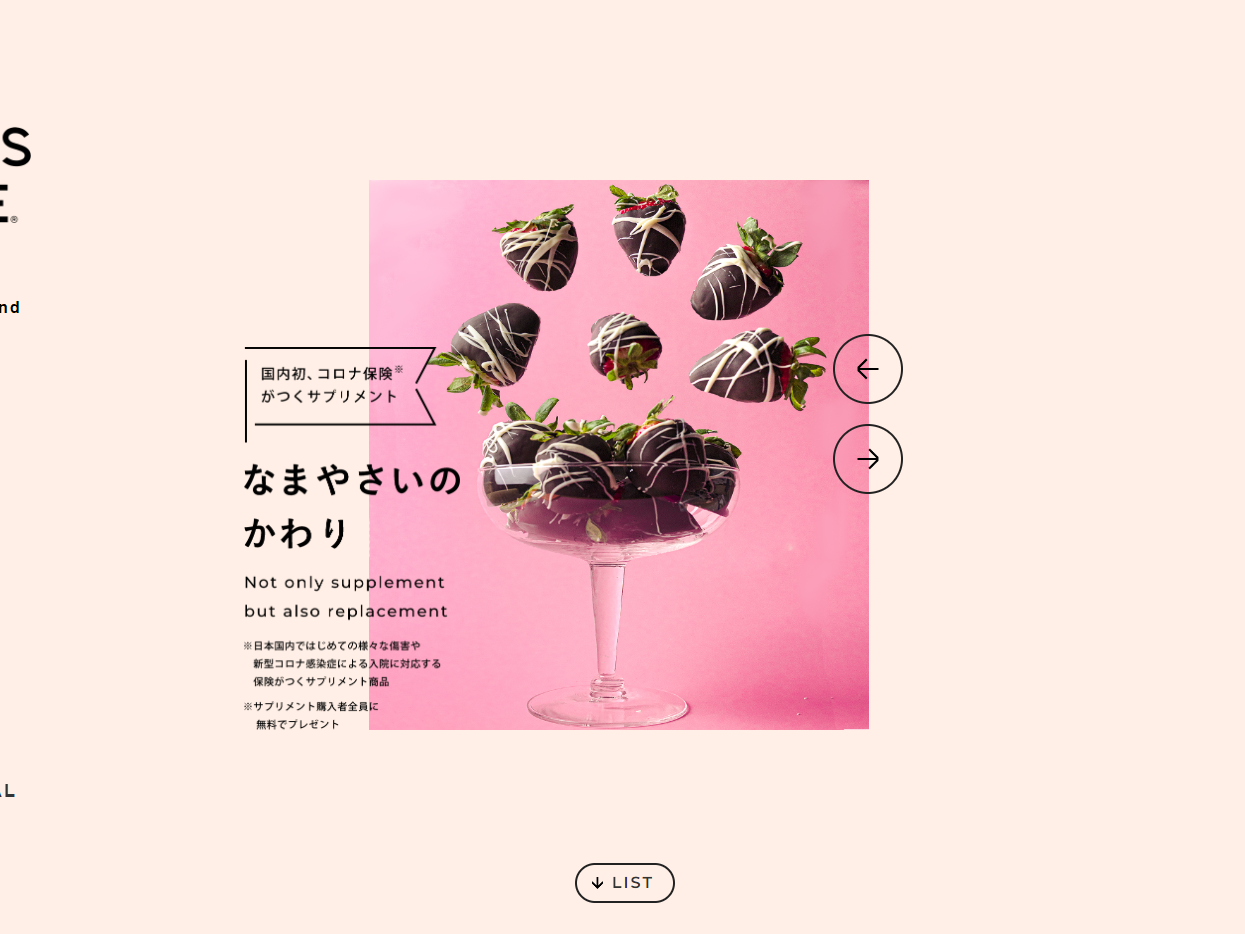 S
E®
nd
国内初、コロナ保険※
がつくサプリメント
なまやさいの
かわり
Not only supplement
but also replacement
※日本国内ではじめての様々な傷害や
新型コロナ感染症による入院に対応する
保険がつくサプリメント商品
※サプリメント購入者全員に
無料でプレゼント
AL
LIST